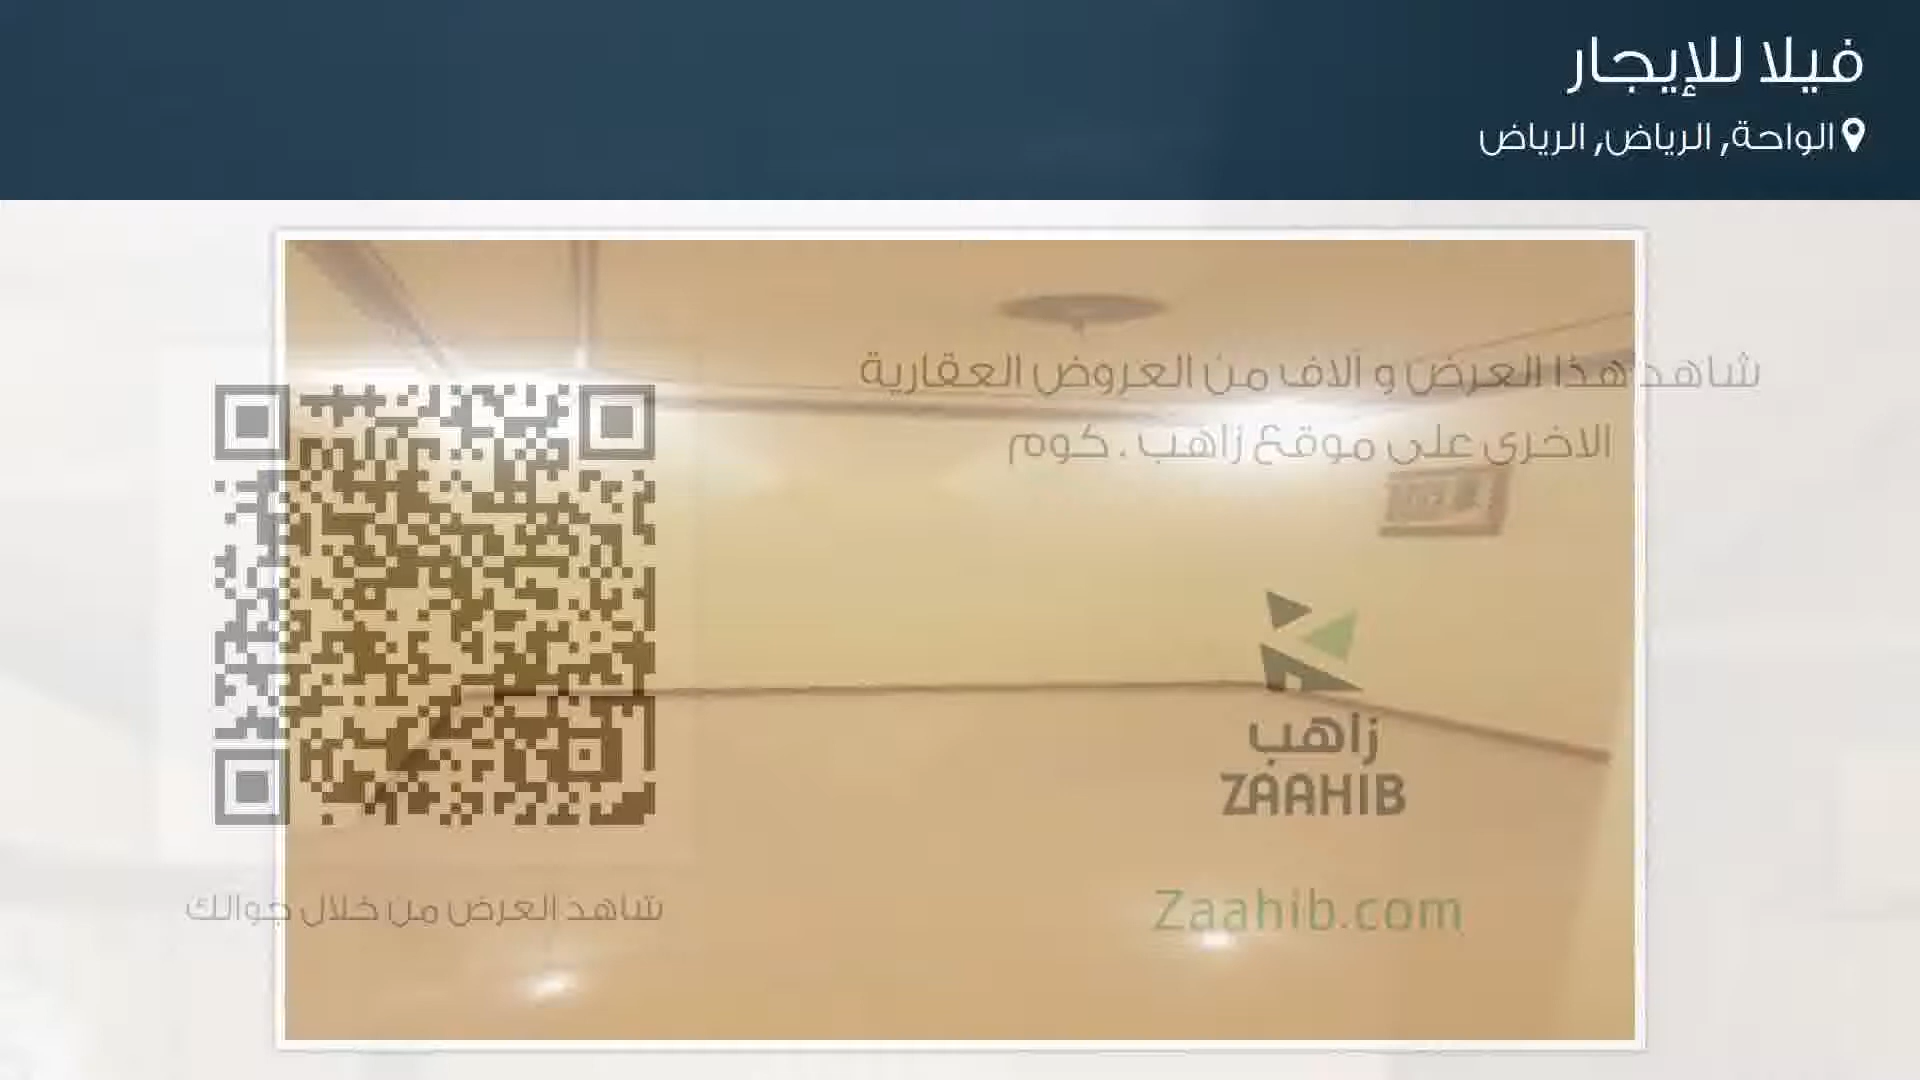 فيلا للإيجار
الواحة, الرياض, الرياض
شاهد هذا العرض و آلاف من العروض العقارية
الاخرى على موقع زاهب . كوم
زاهب
ZAAHIB
Zaahib.com
شاهد العرض من خلال جوالك